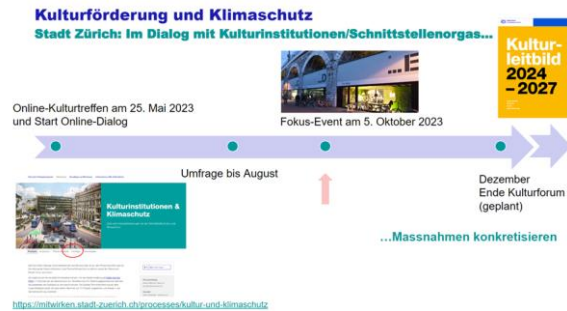 Kulturförderung und Klimaschutz
Stadt Zürich: Im Dialog mit Kulturinstitutionen/Schnittstellenorgas...
Kultur-
leitbild
2024
– 2027
Online-Kulturtreffen am 25. Mai 2023
und Start Online-Dialog
Fokus-Event am 5. Oktober 2023
Umfrage bis August
Dezember
Ende Kulturforum
(geplant)
Kulturinstitutionen &
Klimaschutz
...Massnahmen konkretisieren
https://mitwirken.stadt-zuerich.ch/processes/kultur-und-klimaschutz